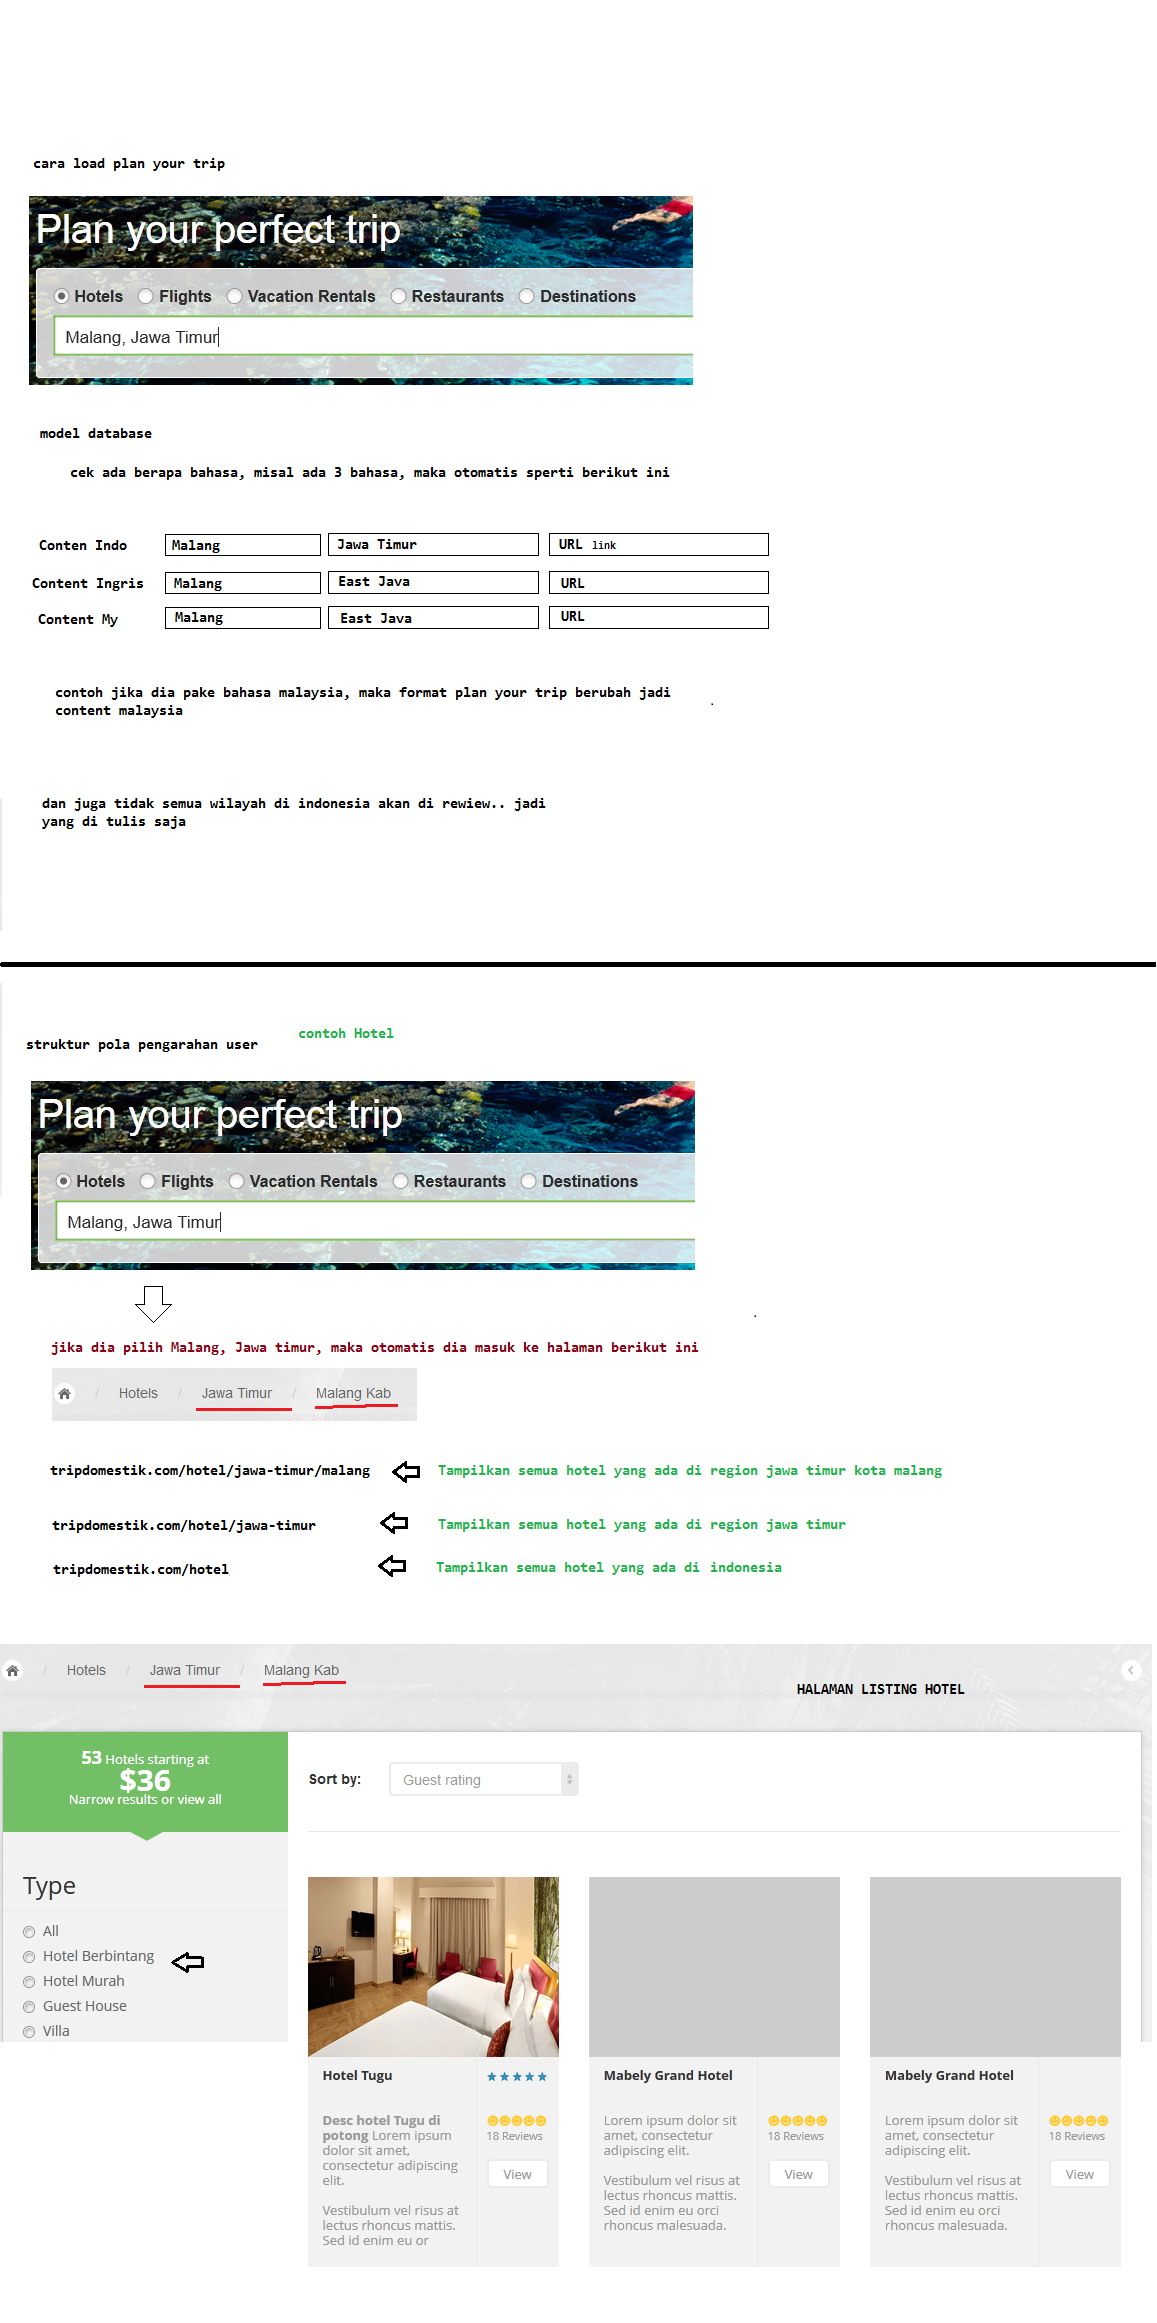 cara load plan your trip
Plan your perfect trip
Hotels Flights Vacation Rentals Restaurants Destinations
Malang, Jawa Timur
model database
cek ada berapa bahasa, misal ada 3 bahasa, maka otomatis sperti berikut ini
Conten Indo Malang Jawa Timur URL link
Content Ingris Malang East Java URL
Content My Malang East Java URL
contoh jika dia pake bahasa malaysia, maka format plan your trip berubah jadi
content malaysia
dan juga tidak semua wilayah di indonesia akan di rewiew.. jadi
yang di tulis saja
struktur pola pengarahan user contoh Hotel
Plan your perfect trip
Hotels Flights Vacation Rentals Restaurants Destinations
Malang, Jawa Timur
jika dia pilih Malang, Jawa timur, maka otomatis dia masuk ke halaman berikut ini
/ Hotels / Jawa Timur / Malang Kab
tripdomestik.com/hotel/jawa-timur/malang Tampilkan semua hotel yang ada di region jawa timur kota malang
tripdomestik.com/hotel/jawa-timur Tampilkan semua hotel yang ada di region jawa timur
tripdomestik.com/hotel Tampilkan semua hotel yang ada di indonesia
/ Hotels / Jawa Timur / Malang Kab
HALAMAN LISTING HOTEL
53 Hotels starting at
$36
Narrow results or view all
Sort by: Guest rating
Type
All
Hotel Berbintang
Hotel Murah
Guest House
Villa
Hotel Tugu
Desc hotel Tugu di
potong Lorem ipsum
dolor sit amet,
consectetur adipiscing
elit.
Vestibulum vel risus at
lectus rhoncus mattis.
Sed id enim eu or
18 Reviews
View
Mabely Grand Hotel
Lorem ipsum dolor sit
amet, consectetur
adipiscing elit.
Vestibulum vel risus at
lectus rhoncus mattis.
Sed id enim eu orci
rhoncus malesuada.
18 Reviews
View
Mabely Grand Hotel
Lorem ipsum dolor sit
amet, consectetur
adipiscing elit.
Vestibulum vel risus at
lectus rhoncus mattis.
Sed id enim eu orci
rhoncus malesuada.
18 Reviews
View